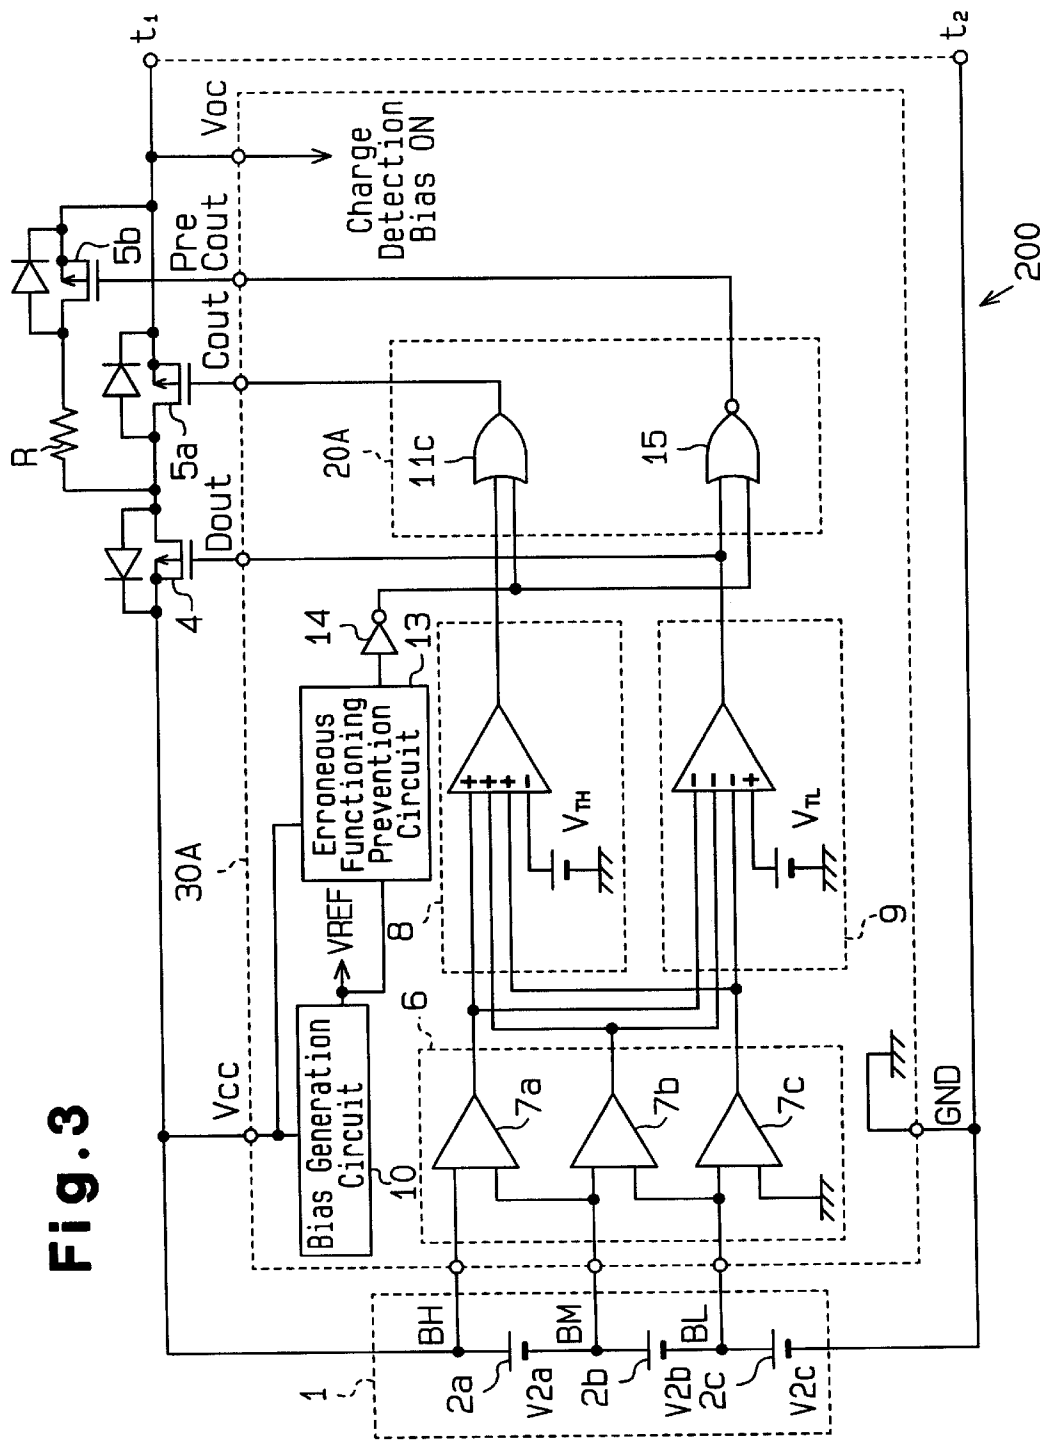 Fig.3
1
2a
V2a
2b
V2b
2c
V2c
BH
BM
BL
Vcc
30A
Bias Generation
Circuit
10
VREF
6
7a
7b
7c
GND
8
VTH
9
VTL
Erroneous
Functioning
Prevention
Circuit
13
14
4
Dout
R
5a
Cout
5b
Pre
Cout
20A
11c
15
Voc
Charge
Detection
Bias ON
t1
t2
200